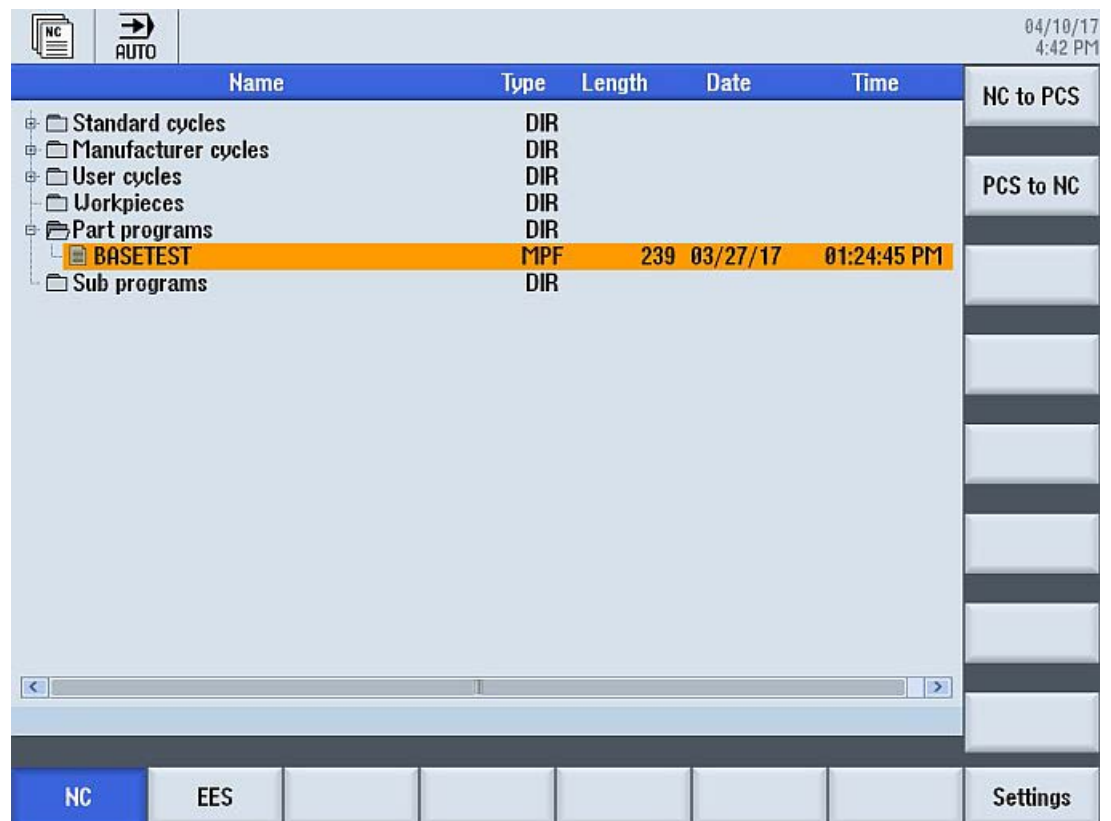 NC
AUTO
04/10/17
4:42 PM
Name Type Length Date Time
Standard cycles DIR
Manufacturer cycles DIR
User cycles DIR
Workpieces DIR
Part programs DIR
BASETEST MPF 239 03/27/17 01:24:45 PM
Sub programs DIR
NC to PCS
PCS to NC
NC EES Settings